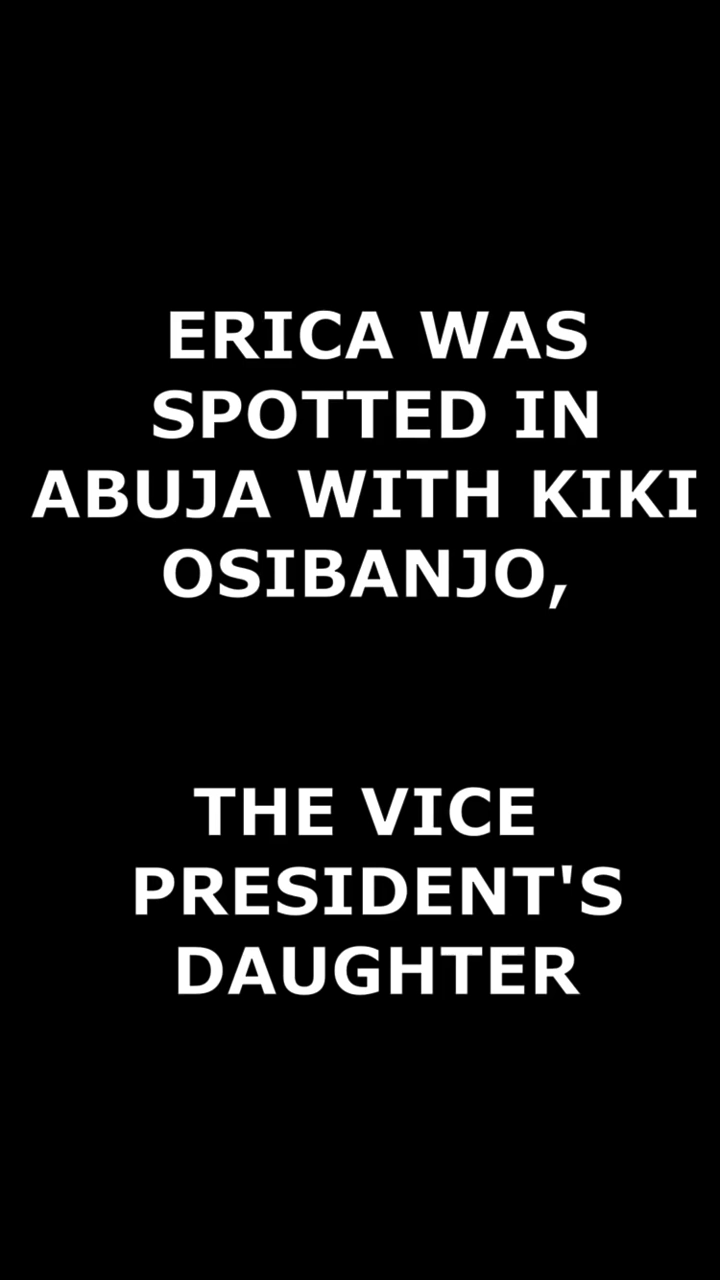 ERICA WAS
SPOTTED IN
ABUJA WITH KIKI
OSIBANJO,
THE VICE
PRESIDENT'S
DAUGHTER